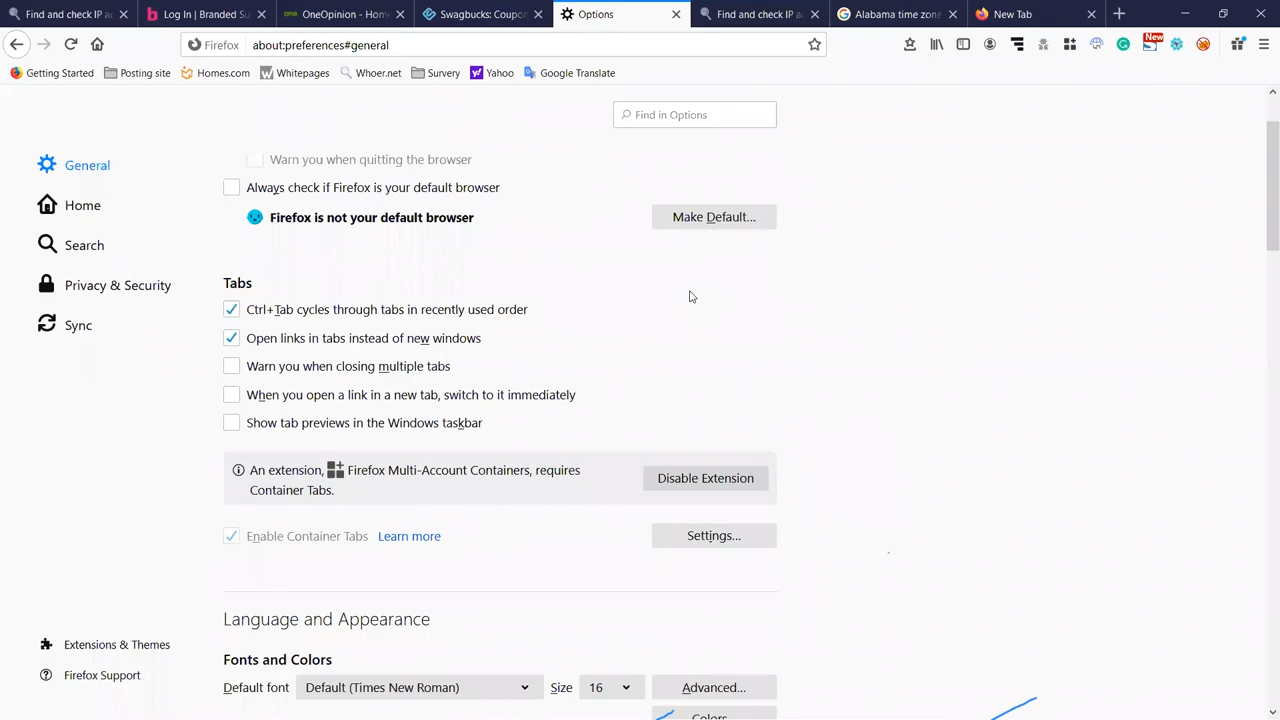 Find and check IP ac
Log In | Branded Su
OneOpinion - Home
Swagbucks: Coupon
Options
Find and check IP ac
Alabama time zone
New Tab
Firefox
about:preferences#general
New
Getting Started
Posting site
Homes.com
Whitepages
Whoer.net
Survery
Yahoo
Google Translate
Find in Options
General
Home
Search
Privacy & Security
Sync
Extensions & Themes
Firefox Support
Warn you when quitting the browser
Always check if Firefox is your default browser
Firefox is not your default browser
Make Default...
Tabs
Ctrl+Tab cycles through tabs in recently used order
Open links in tabs instead of new windows
Warn you when closing multiple tabs
When you open a link in a new tab, switch to it immediately
Show tab previews in the Windows taskbar
An extension, Firefox Multi-Account Containers, requires
Container Tabs.
Disable Extension
Enable Container Tabs Learn more
Settings...
Language and Appearance
Fonts and Colors
Default font Default (Times New Roman) Size 16 Advanced...
Colors...